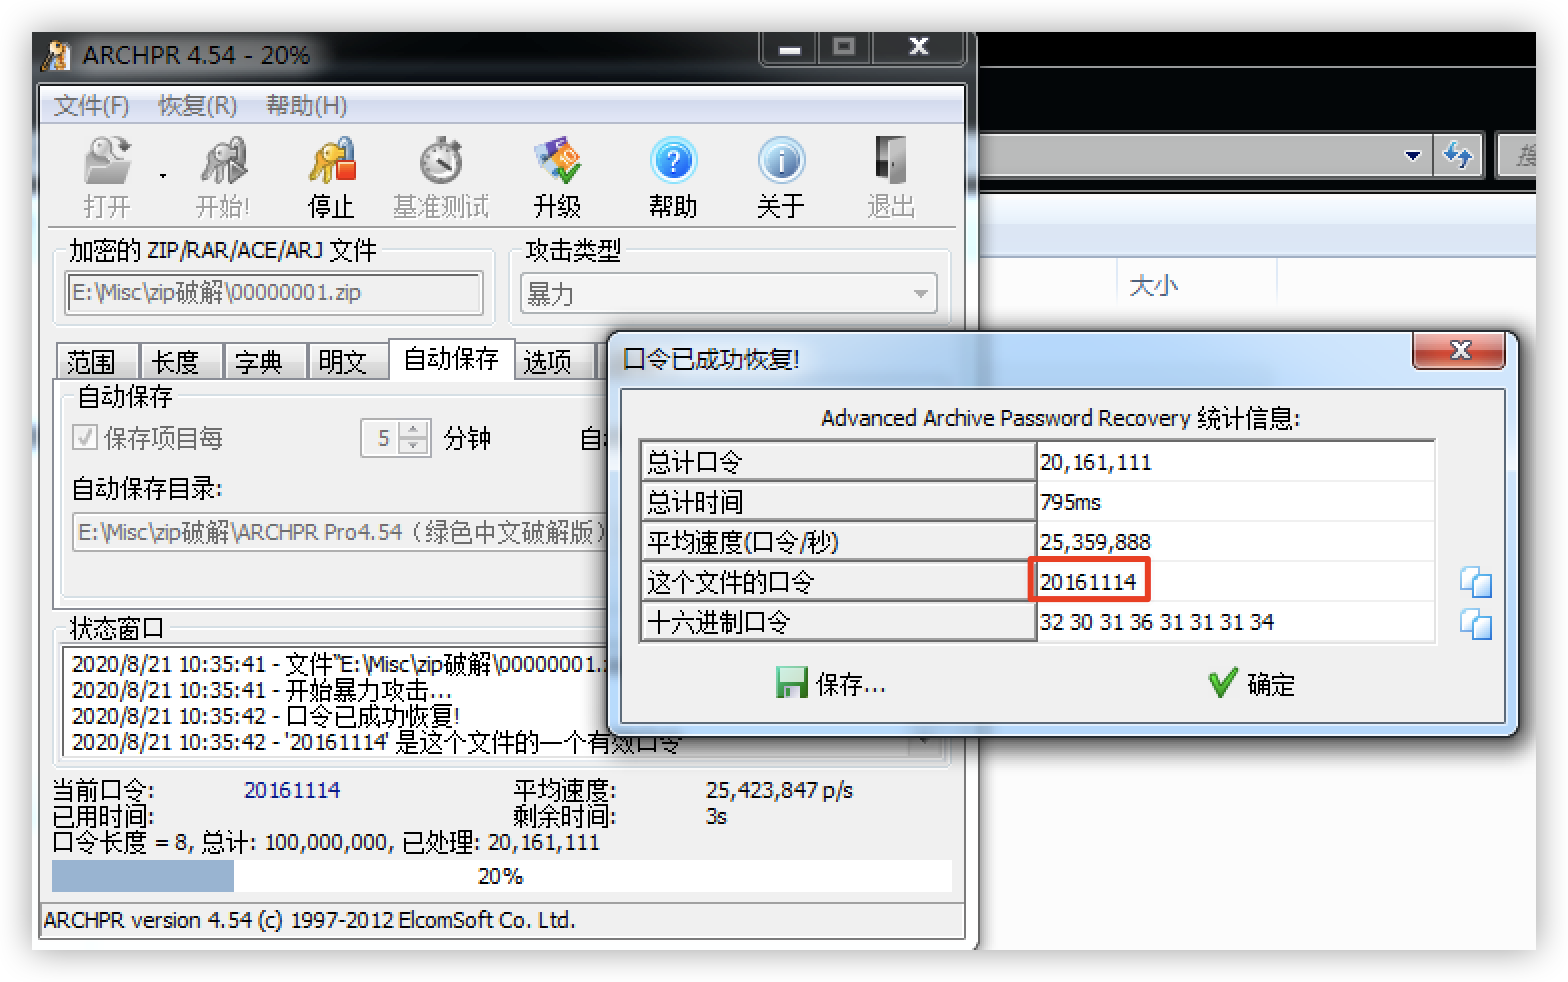 ARCHPR 4.54 - 20%
文件(F) 恢复(R) 帮助(H)
打开 开始! 停止 基准测试 升级 帮助 关于 退出
加密的 ZIP/RAR/ACE/ARJ 文件
攻击类型
E:\Misc\zip破解\00000001.zip
暴力
大小
范围 长度 字典 明文 自动保存 选项
自动保存
保存项目每 5 分钟
自动保存目录:
E:\Misc\zip破解\ARCHPR Pro4.54（绿色中文破解版）
状态窗口
2020/8/21 10:35:41 - 文件"E:\Misc\zip破解\00000001.
2020/8/21 10:35:41 - 开始暴力攻击...
2020/8/21 10:35:42 - 口令已成功恢复!
2020/8/21 10:35:42 - '20161114' 是这个文件的一个有效口令
当前口令: 20161114 平均速度: 25,423,847 p/s
已用时间: 剩余时间: 3s
口令长度 = 8, 总计: 100,000,000, 已处理: 20,161,111
20%
ARCHPR version 4.54 (c) 1997-2012 ElcomSoft Co. Ltd.
口令已成功恢复!
Advanced Archive Password Recovery 统计信息:
总计口令 20,161,111
总计时间 795ms
平均速度(口令/秒) 25,359,888
这个文件的口令 20161114
十六进制口令 32 30 31 36 31 31 31 34
保存... 确定